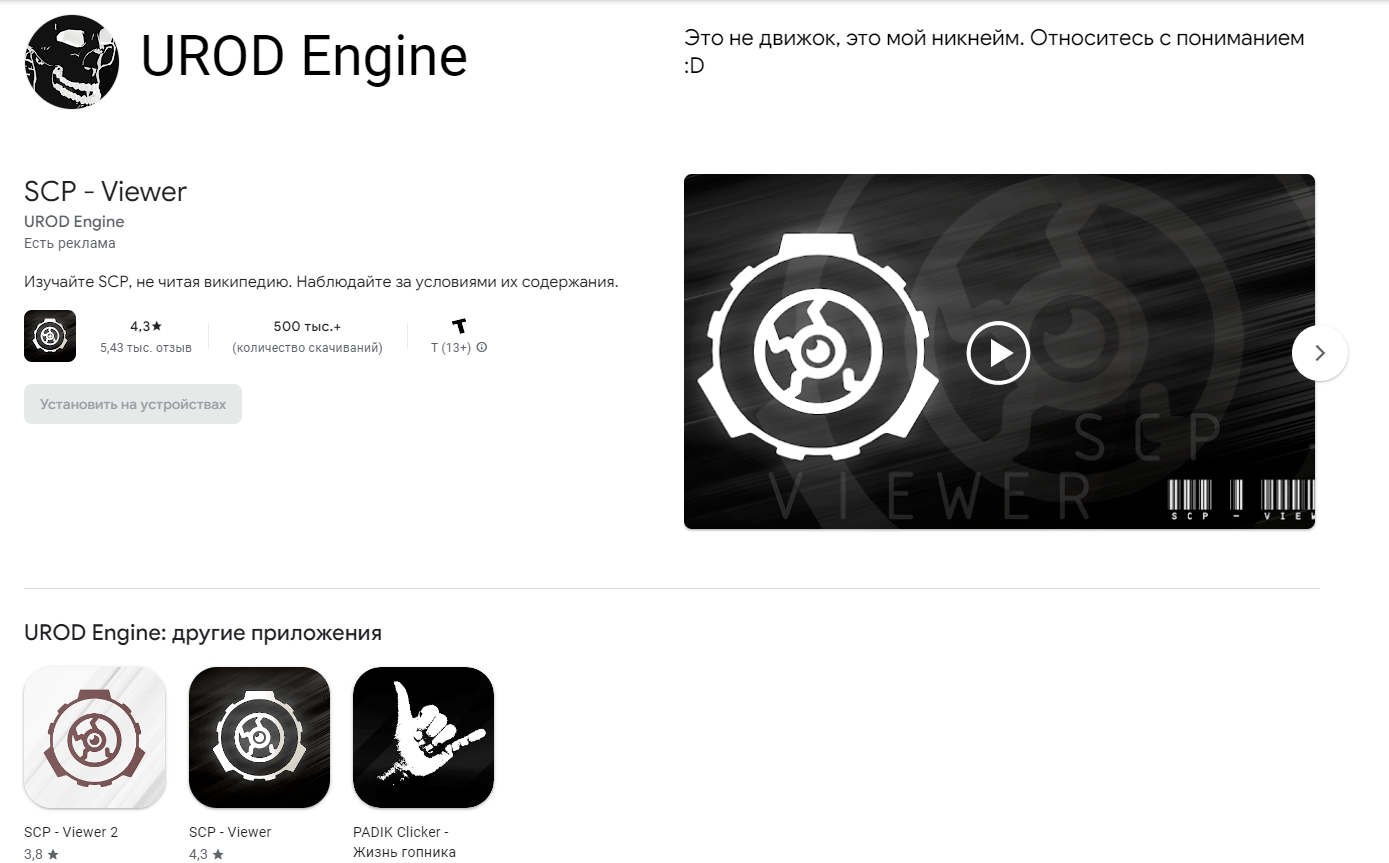 UROD Engine
Это не движок, это мой никнейм. Относитесь с пониманием
:D
SCP - Viewer
UROD Engine
Есть реклама
Изучайте SCP, не читая википедию. Наблюдайте за условиями их содержания.
4,3★
5,43 тыс. отзыв
500 тыс.+
(количество скачиваний)
T
T (13+)
Установить на устройствах
SCP
VIEWER
SCP - VIEW
UROD Engine: другие приложения
SCP - Viewer 2
3,8 ★
SCP - Viewer
4,3 ★
PADIK Clicker -
Жизнь гопника